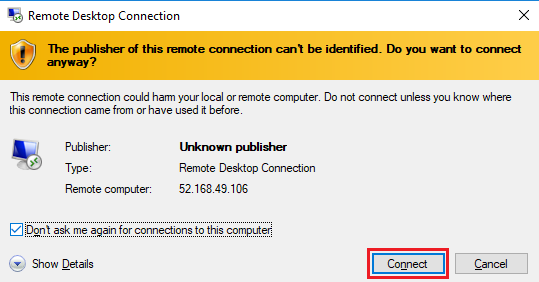 Remote Desktop Connection
The publisher of this remote connection can't be identified. Do you want to connect
anyway?
This remote connection could harm your local or remote computer. Do not connect unless you know where
this connection came from or have used it before.
Publisher: Unknown publisher
Type: Remote Desktop Connection
Remote computer: 52.168.49.106
Don't ask me again for connections to this computer
Show Details Connect Cancel